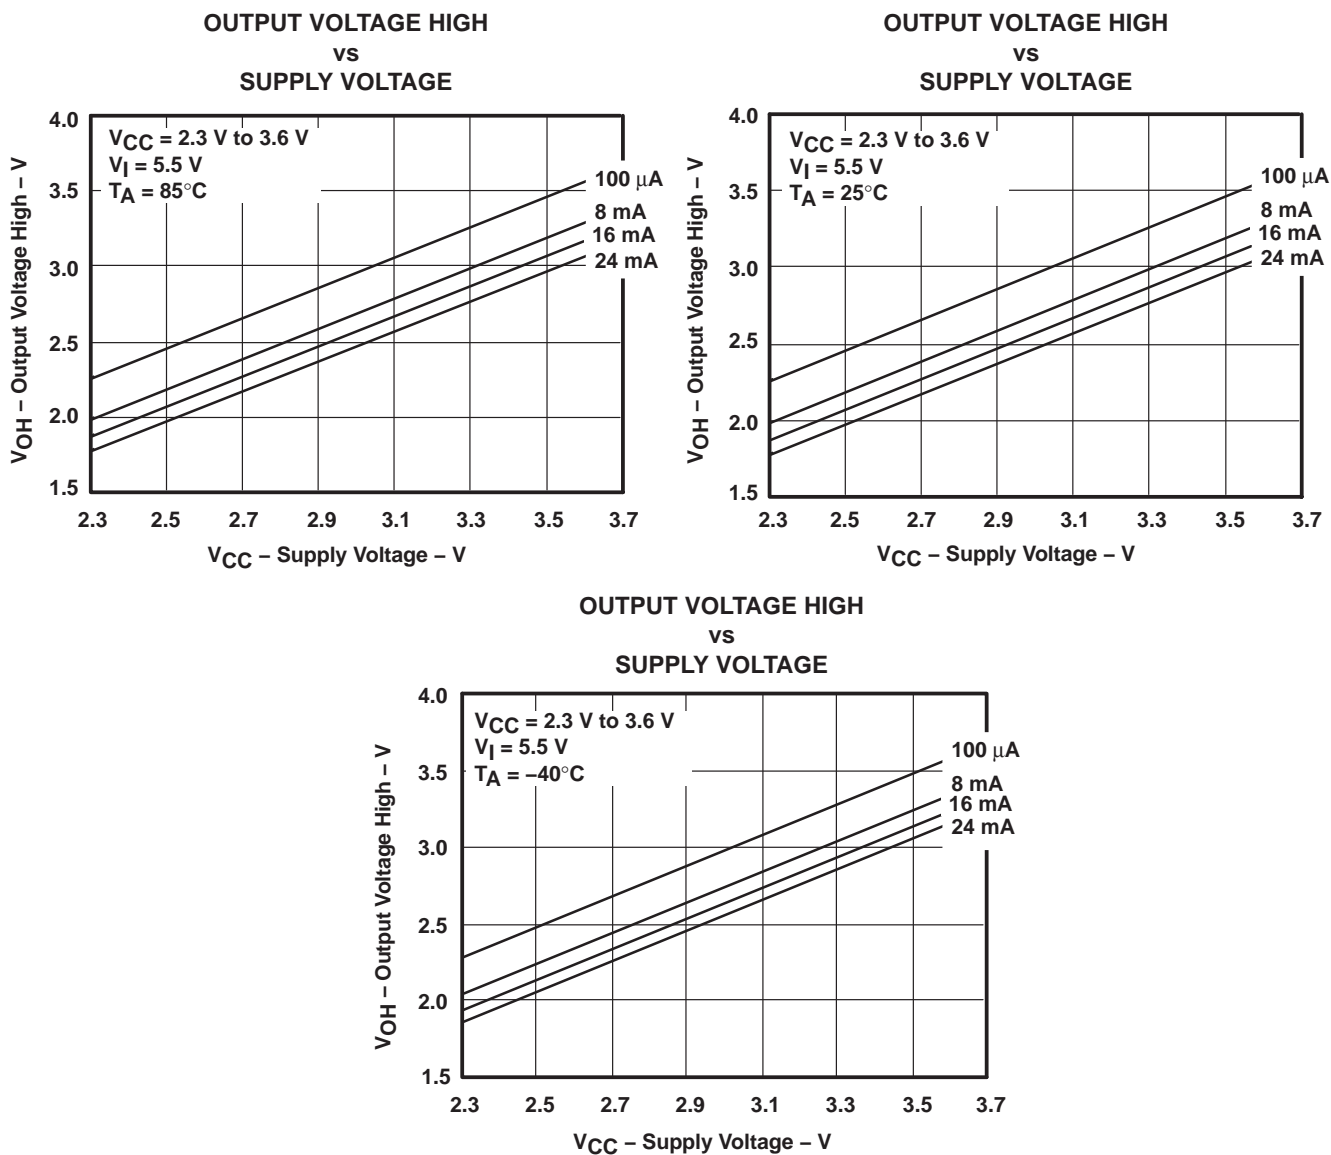 OUTPUT VOLTAGE HIGH
vs
SUPPLY VOLTAGE
4.0
3.5
3.0
2.5
2.0
1.5
VOH – Output Voltage High – V
VCC = 2.3 V to 3.6 V
VI = 5.5 V
TA = 85°C
100 μA
8 mA
16 mA
24 mA
2.3 2.5 2.7 2.9 3.1 3.3 3.5 3.7
VCC – Supply Voltage – V
OUTPUT VOLTAGE HIGH
vs
SUPPLY VOLTAGE
4.0
3.5
3.0
2.5
2.0
1.5
VOH – Output Voltage High – V
VCC = 2.3 V to 3.6 V
VI = 5.5 V
TA = 25°C
100 μA
8 mA
16 mA
24 mA
2.3 2.5 2.7 2.9 3.1 3.3 3.5 3.7
VCC – Supply Voltage – V
OUTPUT VOLTAGE HIGH
vs
SUPPLY VOLTAGE
4.0
3.5
3.0
2.5
2.0
1.5
VOH – Output Voltage High – V
VCC = 2.3 V to 3.6 V
VI = 5.5 V
TA = –40°C
100 μA
8 mA
16 mA
24 mA
2.3 2.5 2.7 2.9 3.1 3.3 3.5 3.7
VCC – Supply Voltage – V